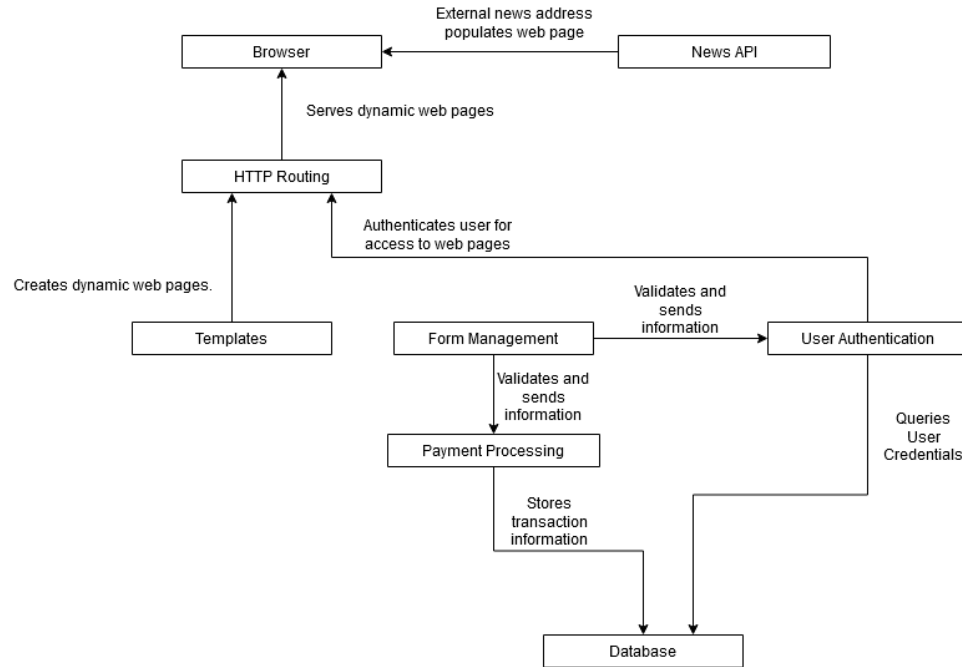 External news address
populates web page
Browser
News API
Serves dynamic web pages
HTTP Routing
Authenticates user for
access to web pages
Creates dynamic web pages.
Validates and
sends
information
Templates
Form Management
User Authentication
Validates and
sends
information
Queries
User
Credentials
Payment Processing
Stores
transaction
information
Database